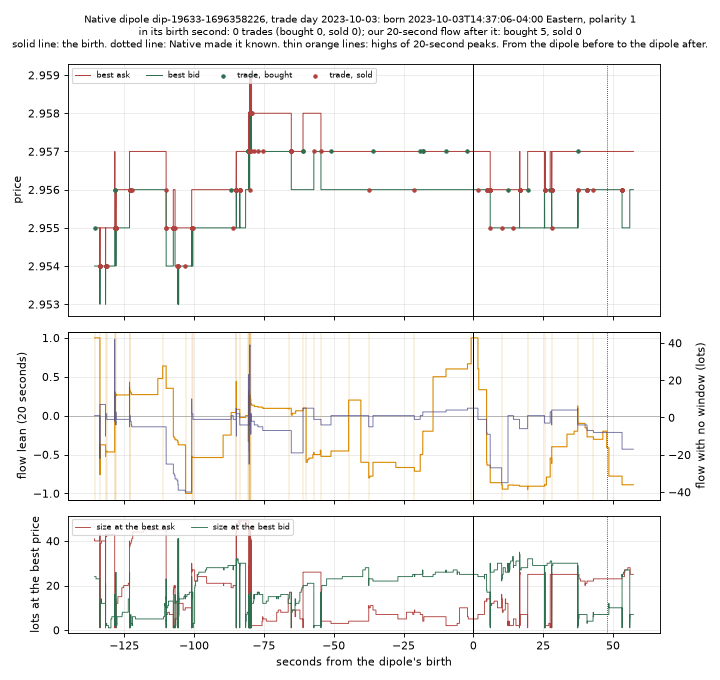 Native dipole dip-19633-1696358226, trade day 2023-10-03: born 2023-10-03T14:37:06-04:00 Eastern, polarity 1
in its birth second: 0 trades (bought 0, sold 0); our 20-second flow after it: bought 5, sold 0
solid line: the birth. dotted line: Native made it known. thin orange lines: highs of 20-second peaks. From the dipole before to the dipole after.
best ask
best bid
trade, bought
trade, sold
2.959
2.958
2.957
2.956
2.955
2.954
2.953
price
1.0
0.5
0.0
−0.5
−1.0
flow lean (20 seconds)
40
20
0
−20
−40
flow with no window (lots)
size at the best ask
size at the best bid
40
20
0
lots at the best price
−125
−100
−75
−50
−25
0
25
50
seconds from the dipole's birth